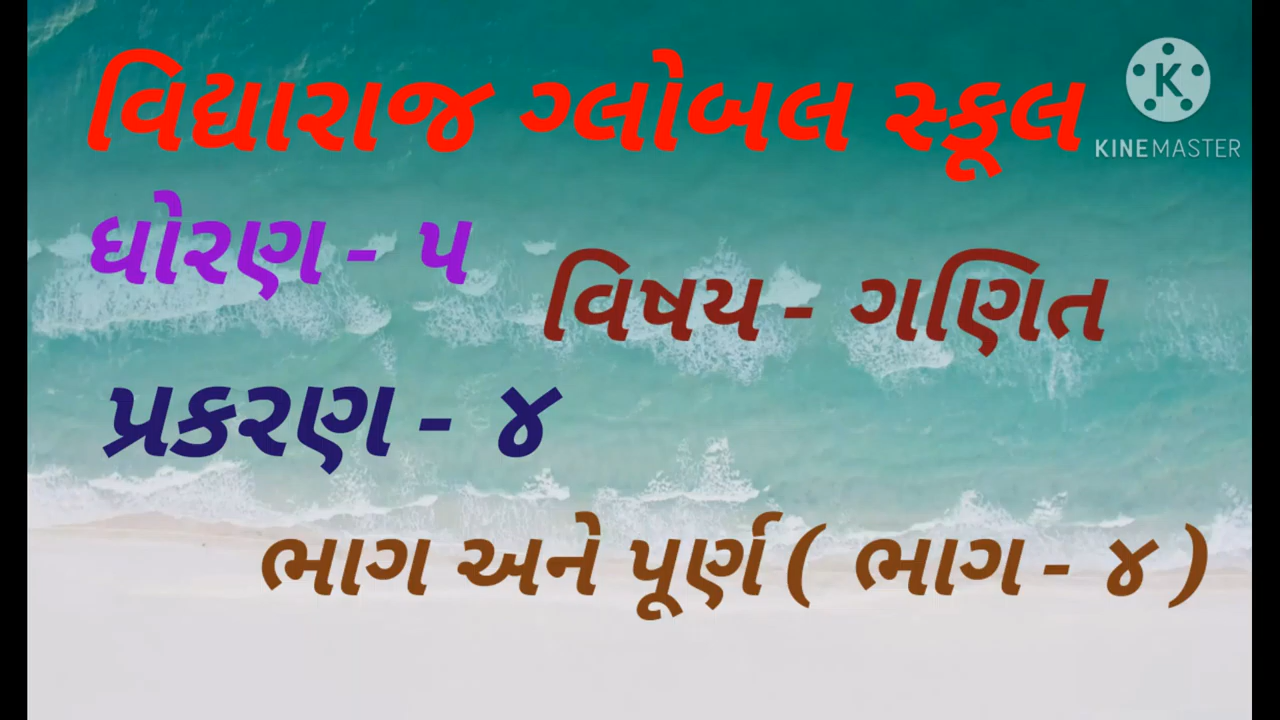 વિદ્યારાજ ગ્લોબલ સ્કૂલ
KINEMASTER
ધોરણ - ૫
વિષય - ગણિત
પ્રકરણ - ૪
ભાગ અને પૂર્ણ ( ભાગ - ૪ )